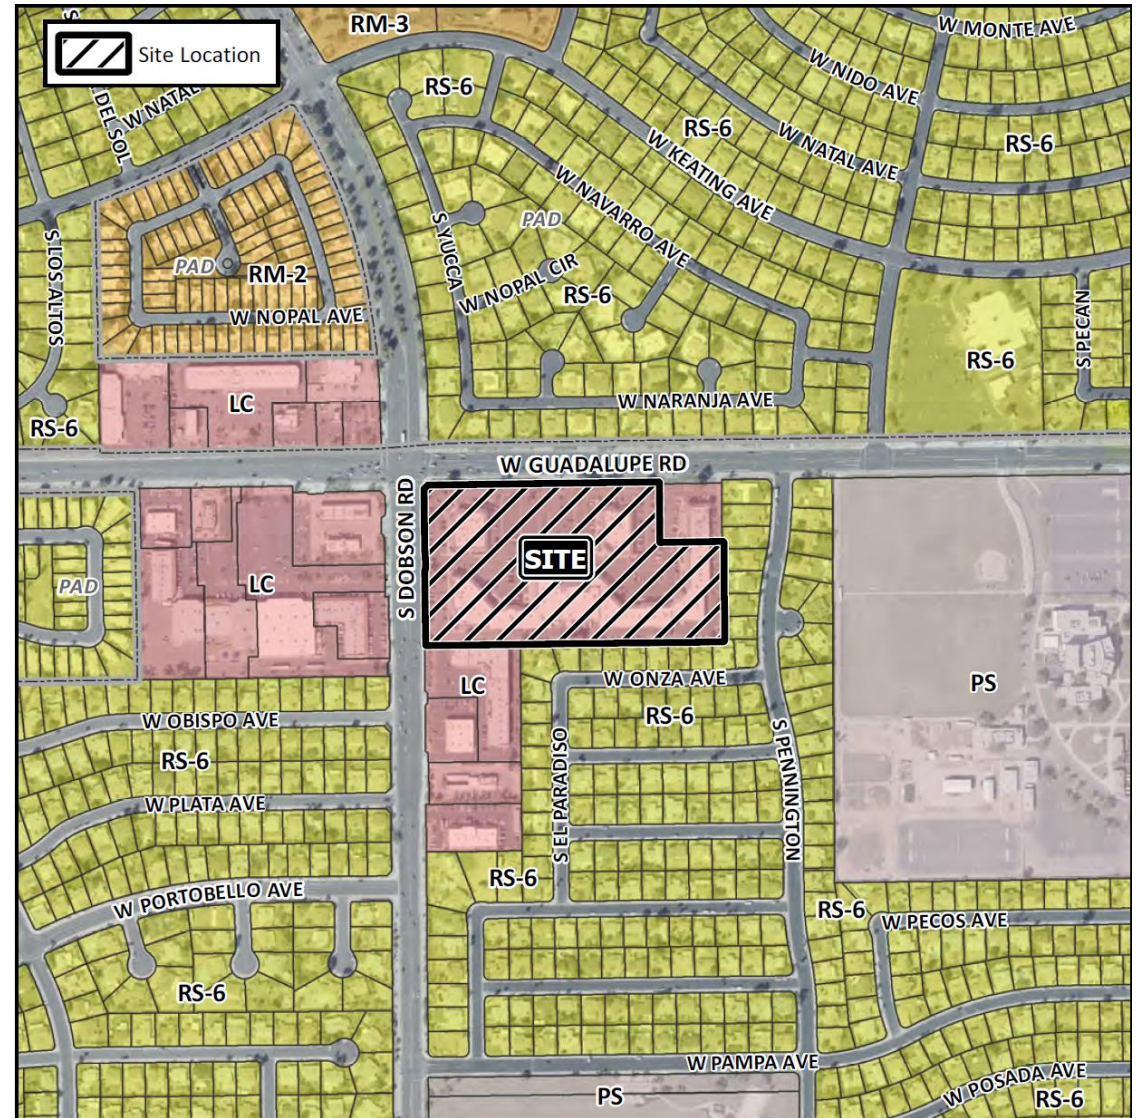 Site Location
RM-3
W MONTE AVE
DEL SOL
W NATAL
RS-6
W NIDO AVE
RS-6
W NATAL AVE
RS-6
W KEATING AVE
W NAVARRO AVE
PAD
S YUCCA
S LOS ALTOS
PAD
RM-2
W NOPAL CIR
RS-6
W NOPAL AVE
S PECAN
RS-6
LC
W NARANJA AVE
RS-6
W GUADALUPE RD
S DOBSON RD
SITE
PAD
LC
LC
W ONZA AVE
PS
W OBISPO AVE
RS-6
S PENNINGTON
RS-6
S EL PARADISO
W PLATA AVE
RS-6
W PORTOBELLO AVE
RS-6
W PECOS AVE
RS-6
W PAMPA AVE
W POSADA AVE
PS
RS-6